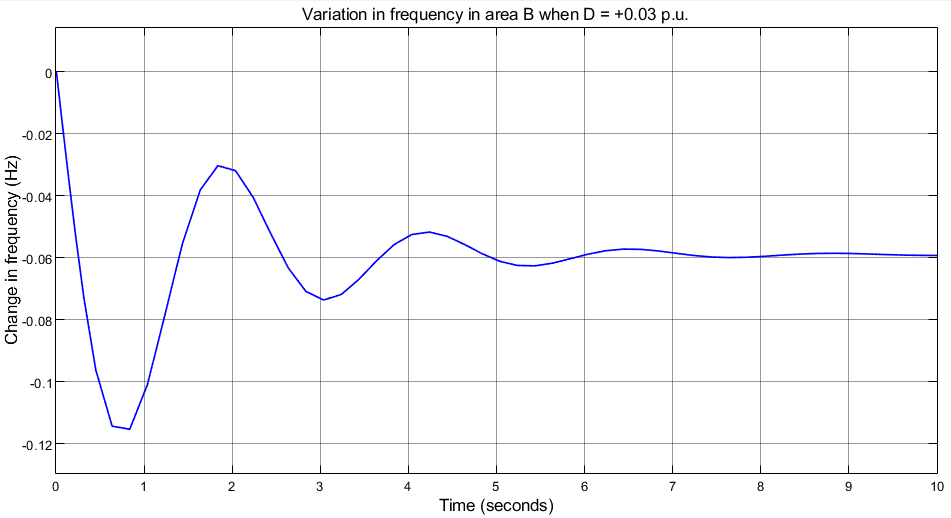 Variation in frequency in area B when D = +0.03 p.u.
Change in frequency (Hz)
0
-0.02
-0.04
-0.06
-0.08
-0.1
-0.12
0 1 2 3 4 5 6 7 8 9 10
Time (seconds)